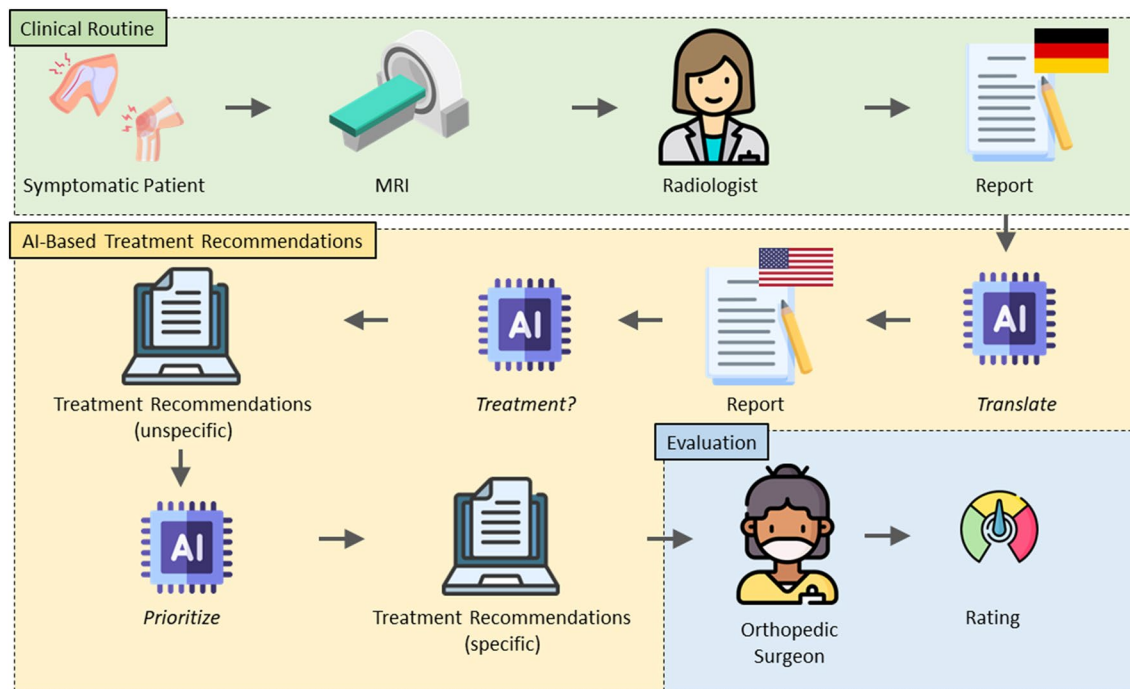 Clinical Routine
Symptomatic Patient
MRI
Radiologist
Report
AI-Based Treatment Recommendations
AI
AI
Treatment Recommendations
(unspecific)
Treatment?
Report
Translate
Evaluation
AI
Prioritize
Treatment Recommendations
(specific)
Orthopedic
Surgeon
Rating